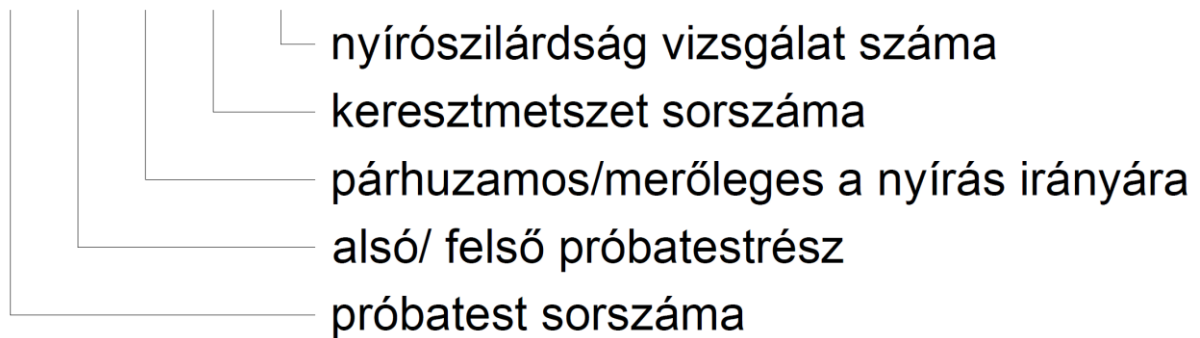 nyírószilárdság vizsgálat száma
keresztmetszet sorszáma
párhuzamos/merőleges a nyírás irányára
alsó/ felső próbatestrész
próbatest sorszáma